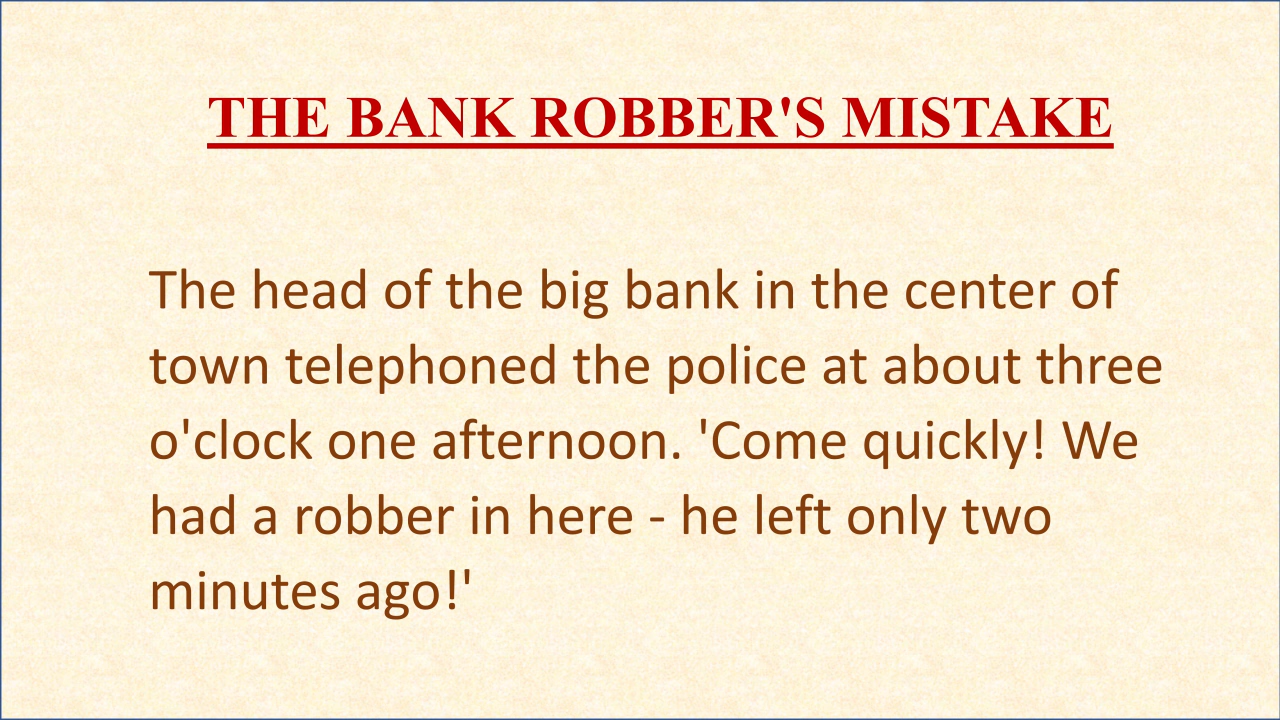 THE BANK ROBBER'S MISTAKE
The head of the big bank in the center of
town telephoned the police at about three
o'clock one afternoon. 'Come quickly! We
had a robber in here - he left only two
minutes ago!'